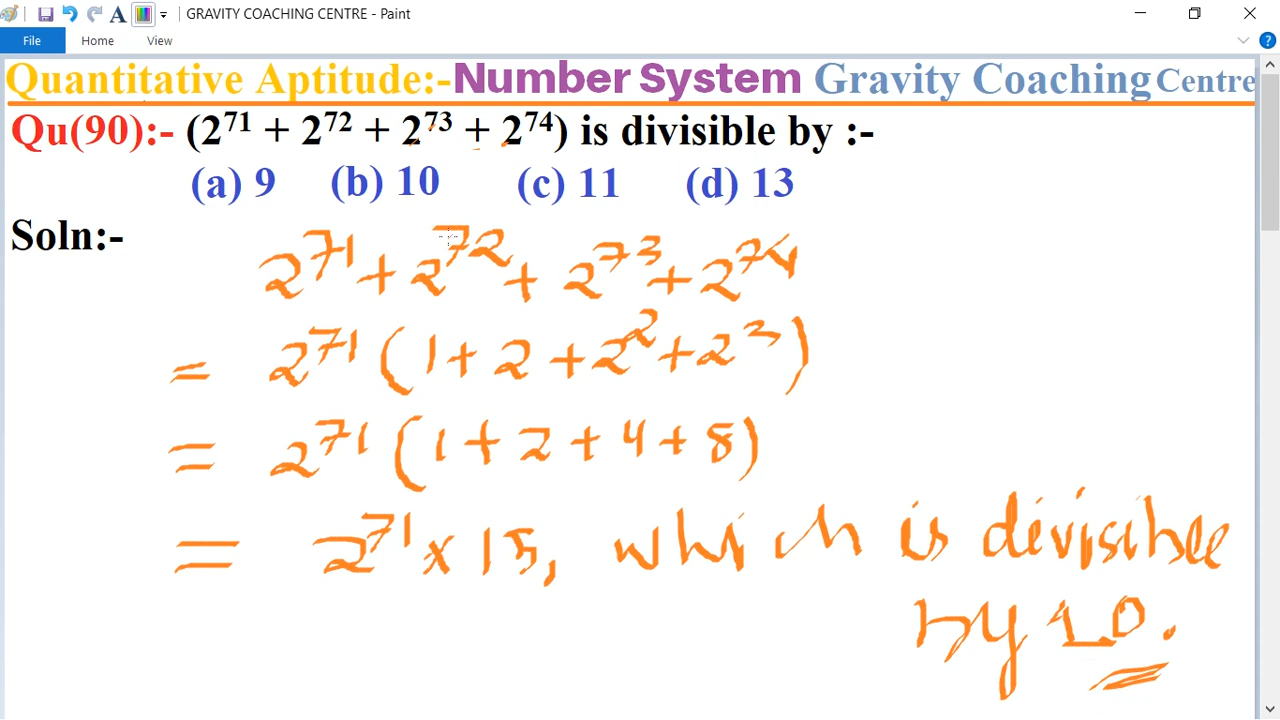 GRAVITY COACHING CENTRE - Paint
File Home View
Quantitative Aptitude:-Number System Gravity Coaching Centre
Qu(90):- (2⁷¹ + 2⁷² + 2⁷³ + 2⁷⁴) is divisible by :-
(a) 9 (b) 10 (c) 11 (d) 13
Soln:-
2⁷¹ + 2⁷² + 2⁷³ + 2⁷⁴
= 2⁷¹ (1 + 2 + 2² + 2³)
= 2⁷¹ (1 + 2 + 4 + 8)
= 2⁷¹ x 15, which is divisible
by 10.